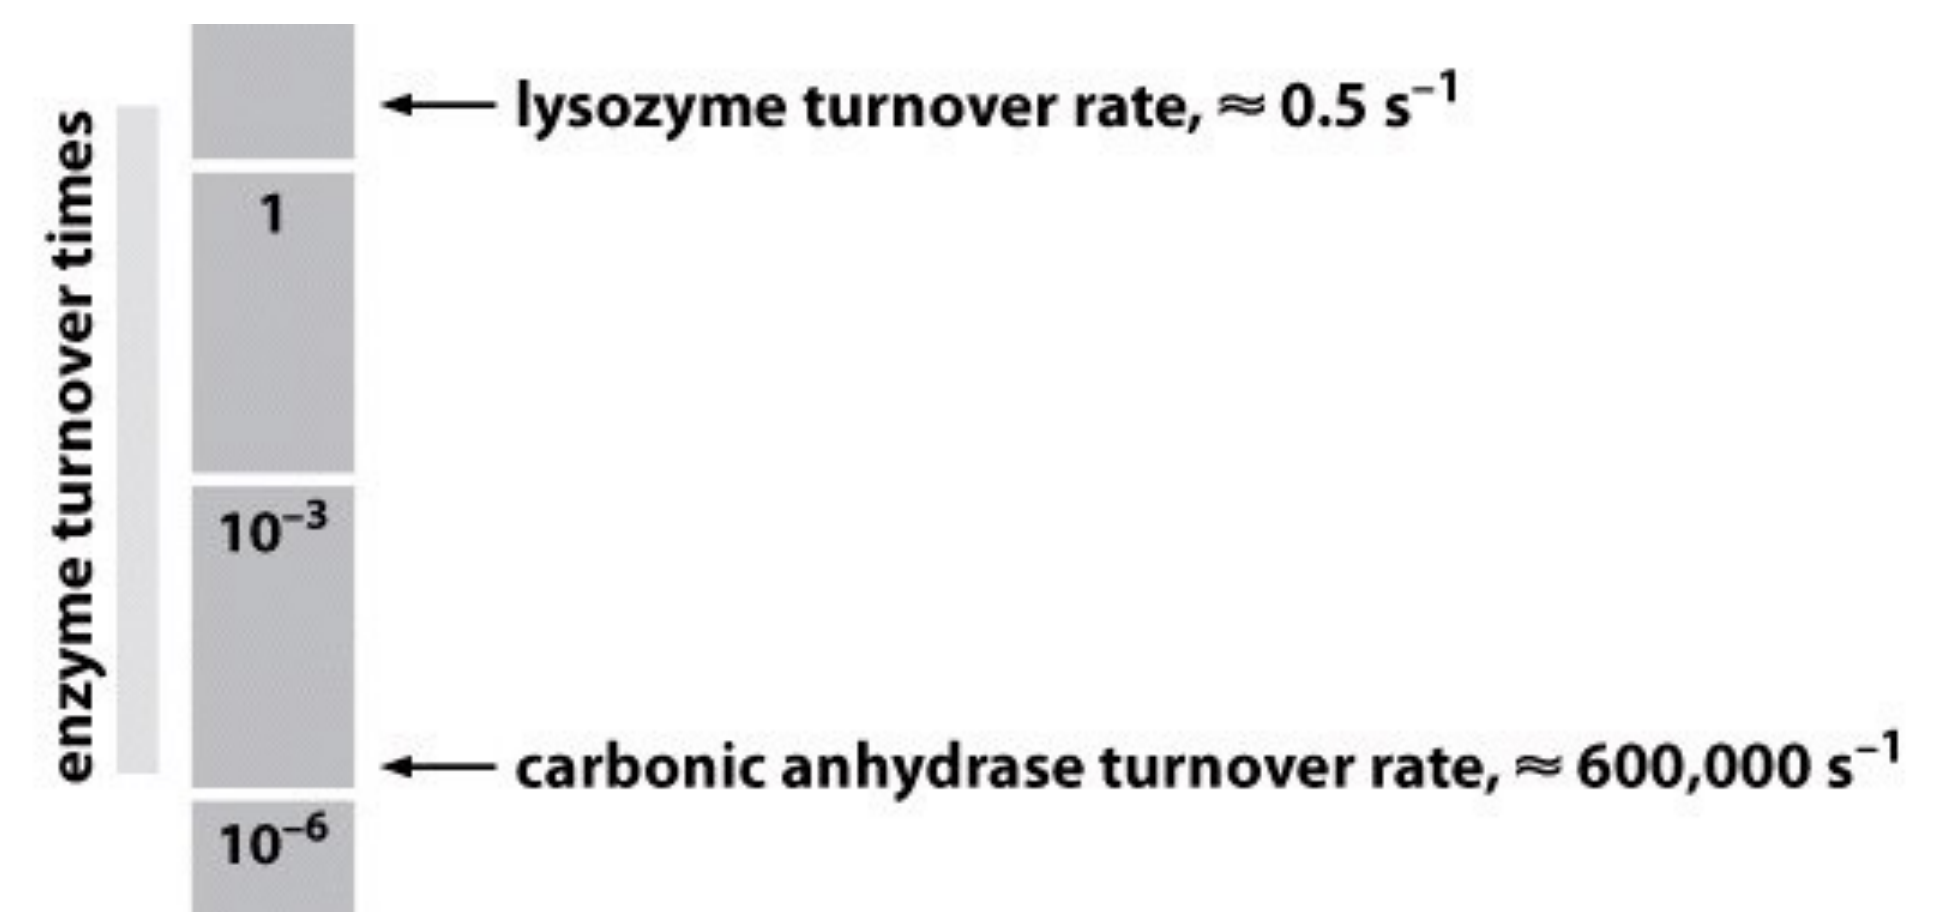 enzyme turnover times
lysozyme turnover rate, ≈ 0.5 s⁻¹
1
10⁻³
carbonic anhydrase turnover rate, ≈ 600,000 s⁻¹
10⁻⁶